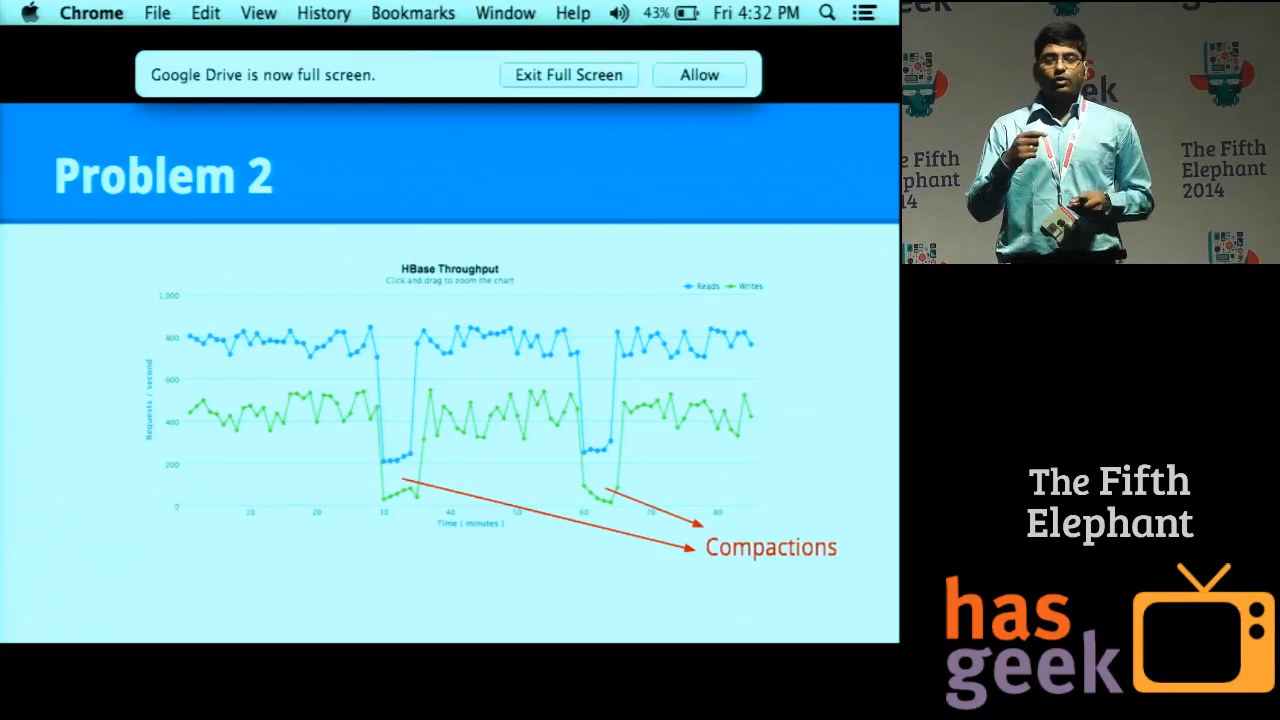 Chrome File Edit View History Bookmarks Window Help 43% Fri 4:32 PM
Google Drive is now full screen.
Exit Full Screen
Allow
Problem 2
HBase Throughput
Click and drag to zoom the chart
Reads
Writes
1,000
800
600
400
200
0
Requests / second
10 20 30 40 50 60 70 80
Time ( minutes )
Compactions
ek
The Fifth
Elephant
2014
e Fifth
phant
14
The Fifth
Elephant
has
geek